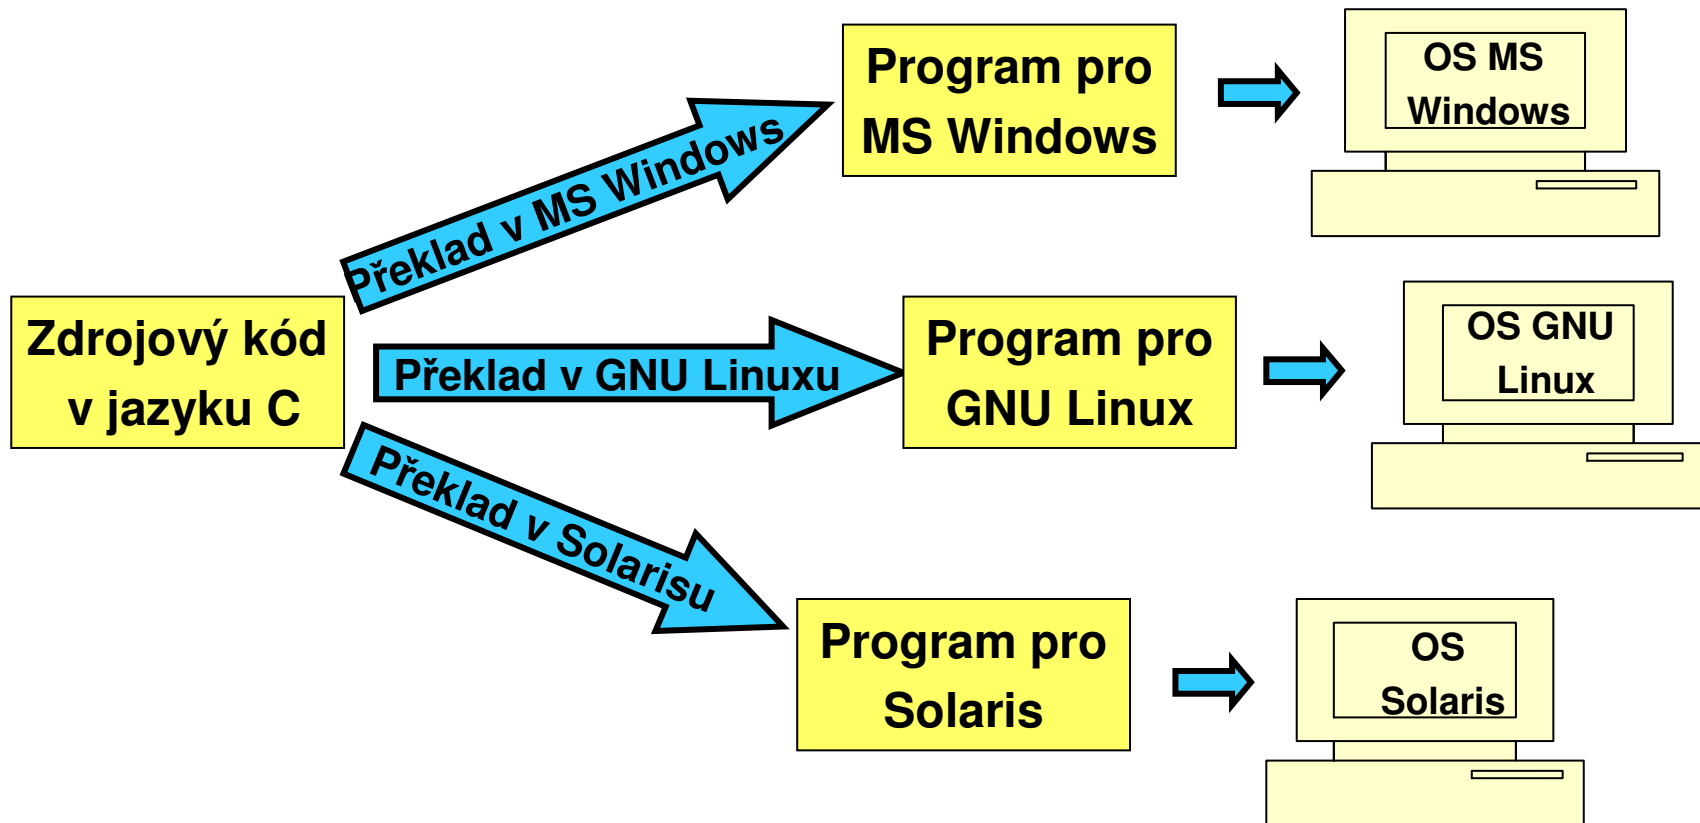 Zdrojový kód
v jazyku C
Překlad v MS Windows
Program pro
MS Windows
OS MS
Windows
Překlad v GNU Linuxu
Program pro
GNU Linux
OS GNU
Linux
Překlad v Solarisu
Program pro
Solaris
OS
Solaris